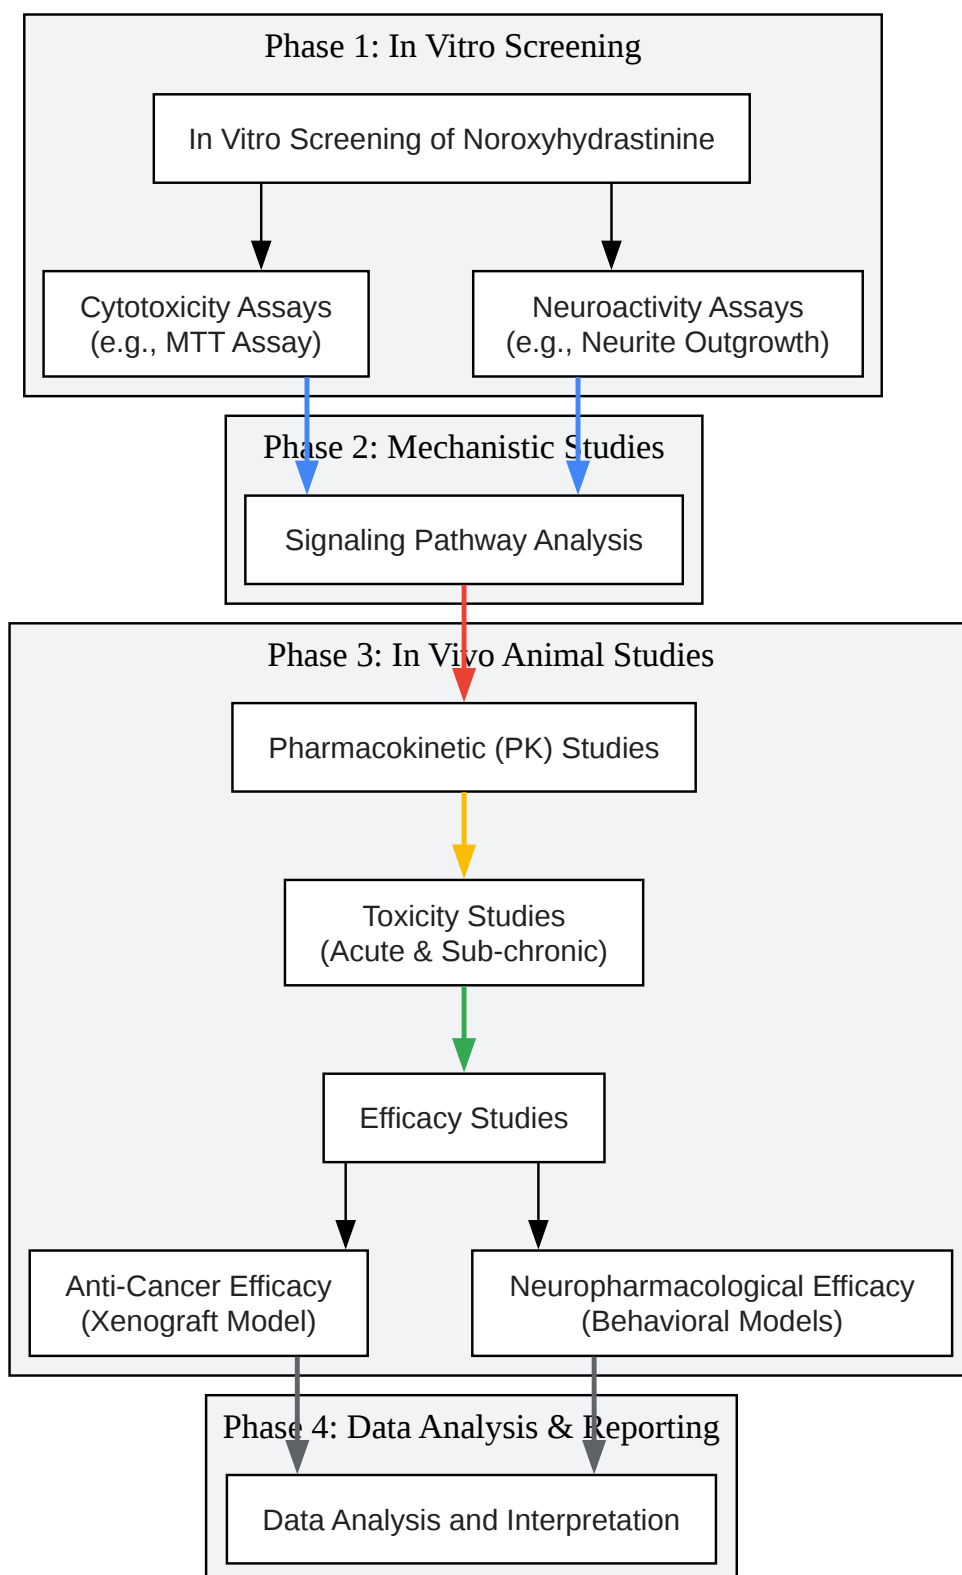 Phase 1: In Vitro Screening
In Vitro Screening of Noroxyhydrastinine
Cytotoxicity Assays
(e.g., MTT Assay)
Neuroactivity Assays
(e.g., Neurite Outgrowth)
Phase 2: Mechanistic Studies
Signaling Pathway Analysis
Phase 3: In Vivo Animal Studies
Pharmacokinetic (PK) Studies
Toxicity Studies
(Acute & Sub-chronic)
Efficacy Studies
Anti-Cancer Efficacy
(Xenograft Model)
Neuropharmacological Efficacy
(Behavioral Models)
Phase 4: Data Analysis & Reporting
Data Analysis and Interpretation